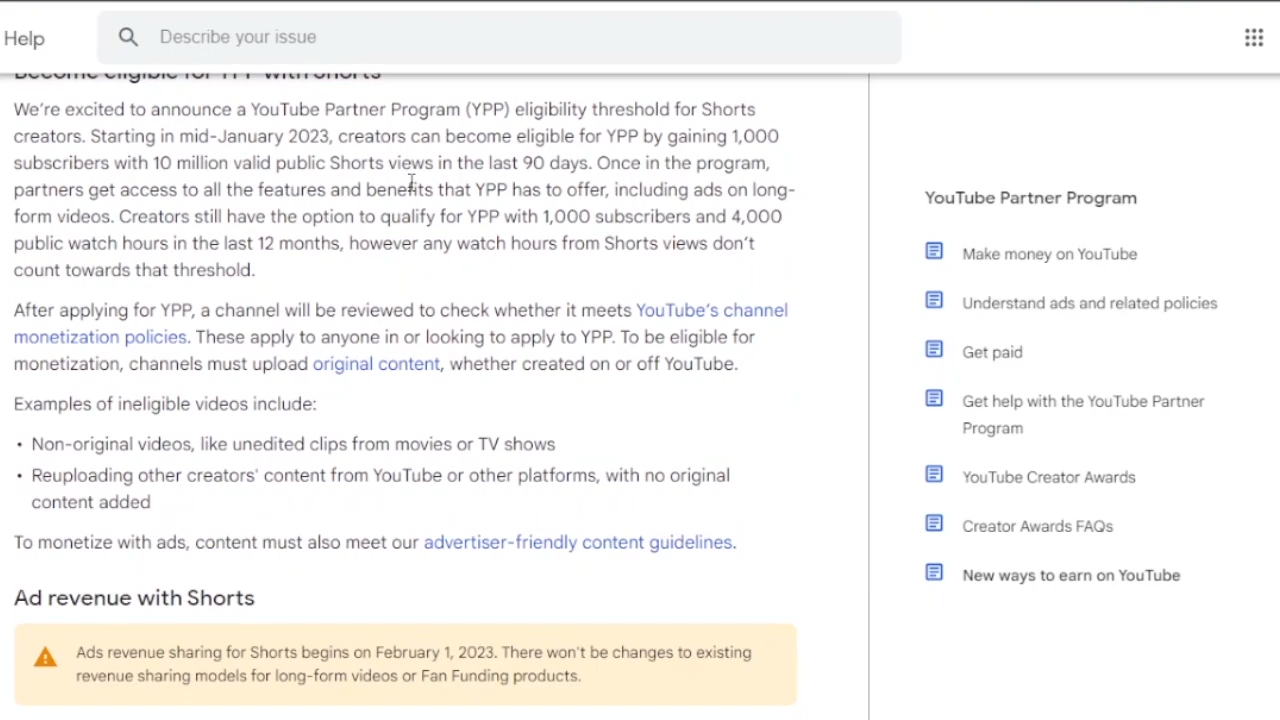 Help
Describe your issue
Become eligible for YPP with Shorts
We're excited to announce a YouTube Partner Program (YPP) eligibility threshold for Shorts
creators. Starting in mid-January 2023, creators can become eligible for YPP by gaining 1,000
subscribers with 10 million valid public Shorts views in the last 90 days. Once in the program,
partners get access to all the features and benefits that YPP has to offer, including ads on long-
form videos. Creators still have the option to qualify for YPP with 1,000 subscribers and 4,000
public watch hours in the last 12 months, however any watch hours from Shorts views don't
count towards that threshold.
After applying for YPP, a channel will be reviewed to check whether it meets YouTube's channel
monetization policies. These apply to anyone in or looking to apply to YPP. To be eligible for
monetization, channels must upload original content, whether created on or off YouTube.
Examples of ineligible videos include:
• Non-original videos, like unedited clips from movies or TV shows
• Reuploading other creators' content from YouTube or other platforms, with no original
content added
To monetize with ads, content must also meet our advertiser-friendly content guidelines.
Ad revenue with Shorts
Ads revenue sharing for Shorts begins on February 1, 2023. There won't be changes to existing
revenue sharing models for long-form videos or Fan Funding products.
YouTube Partner Program
Make money on YouTube
Understand ads and related policies
Get paid
Get help with the YouTube Partner
Program
YouTube Creator Awards
Creator Awards FAQs
New ways to earn on YouTube